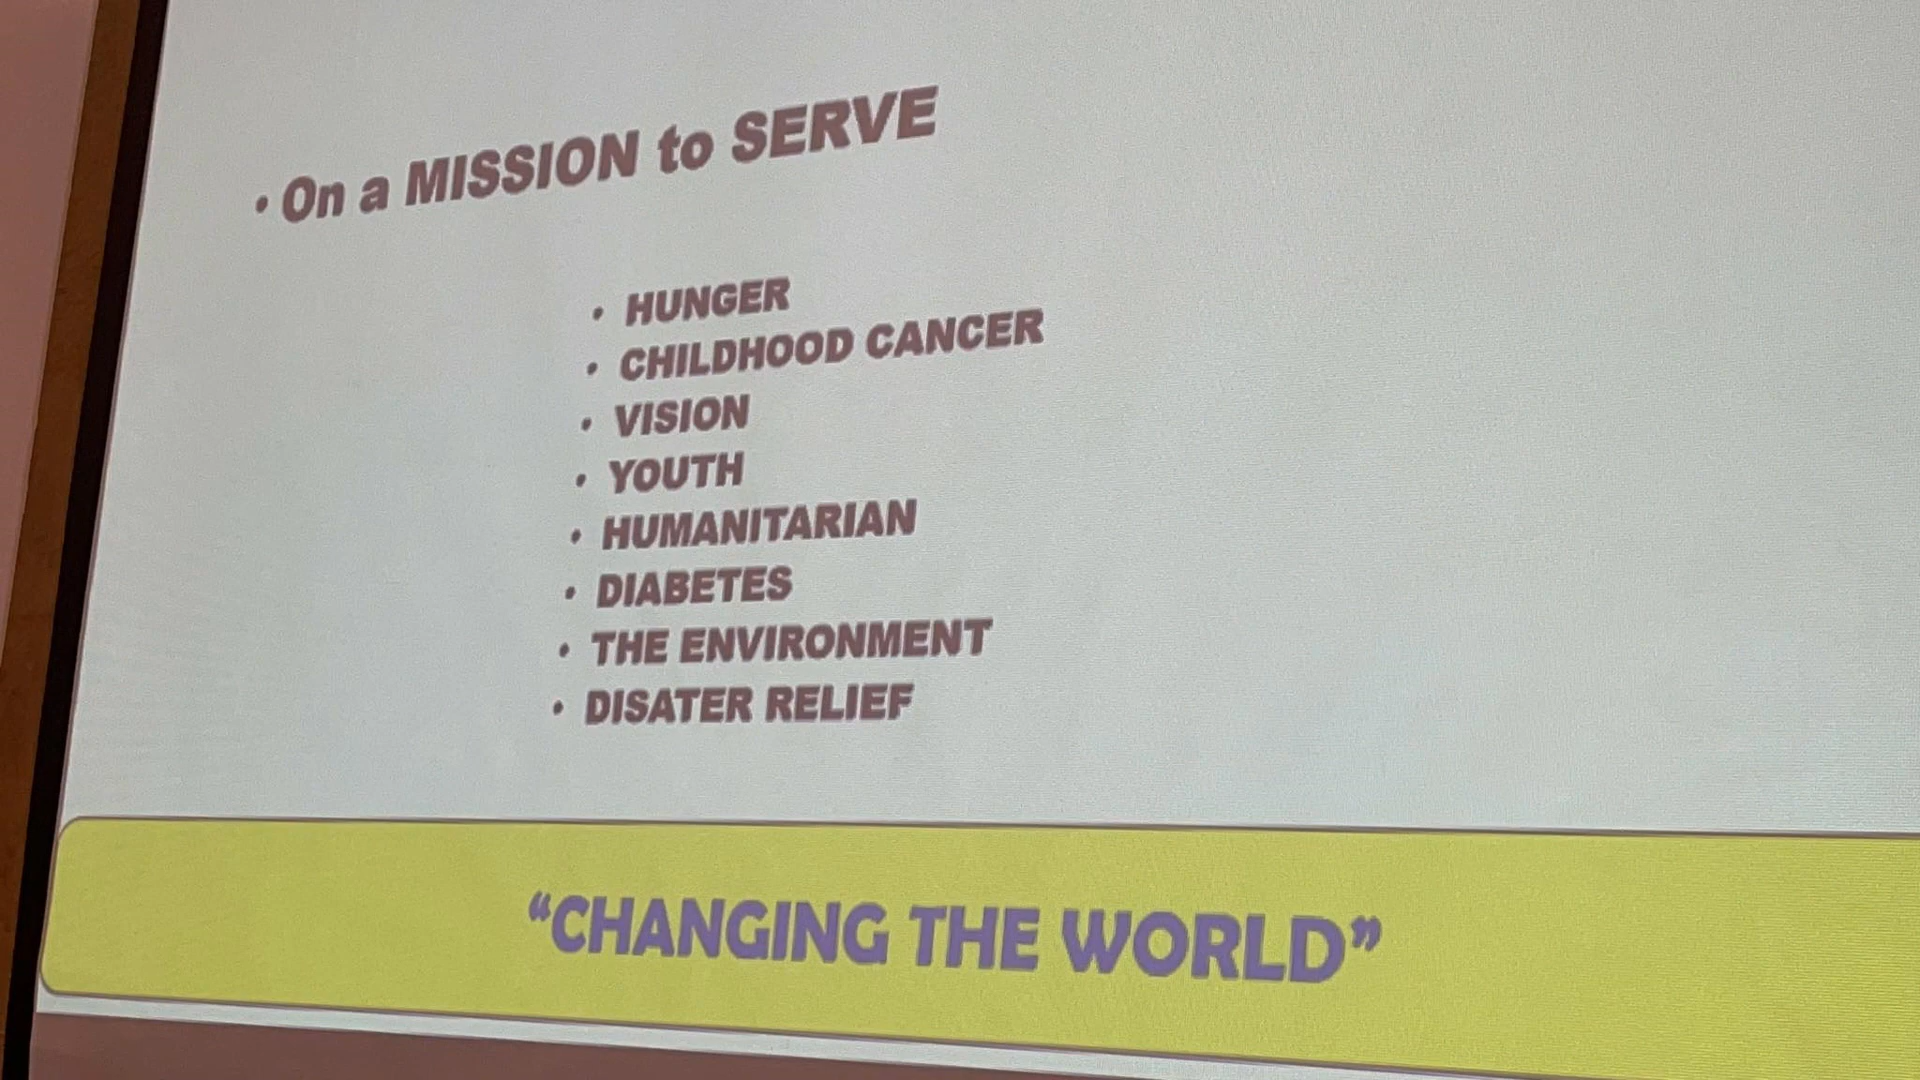 • On a MISSION to SERVE
• HUNGER
• CHILDHOOD CANCER
• VISION
• YOUTH
• HUMANITARIAN
• DIABETES
• THE ENVIRONMENT
• DISATER RELIEF
“CHANGING THE WORLD”